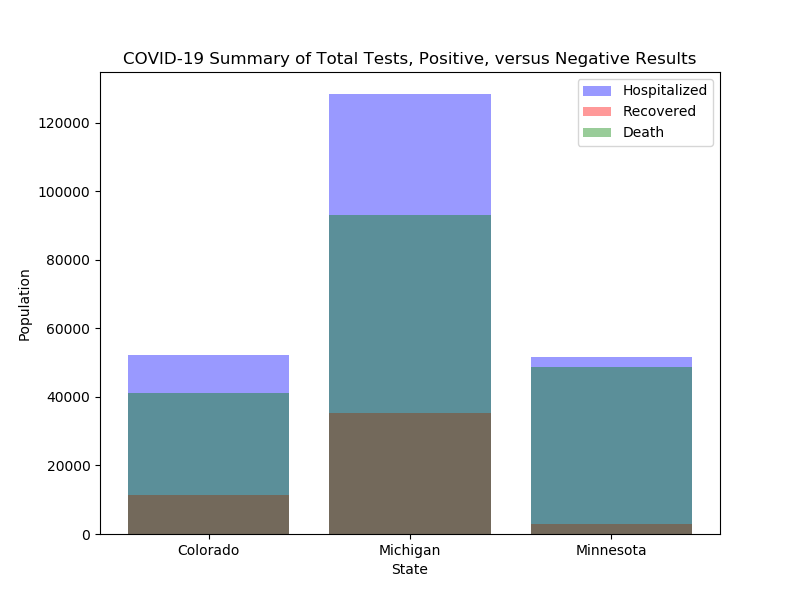 COVID-19 Summary of Total Tests, Positive, versus Negative Results
Hospitalized
Recovered
Death
120000
100000
80000
60000
40000
20000
0
Population
Colorado
Michigan
Minnesota
State